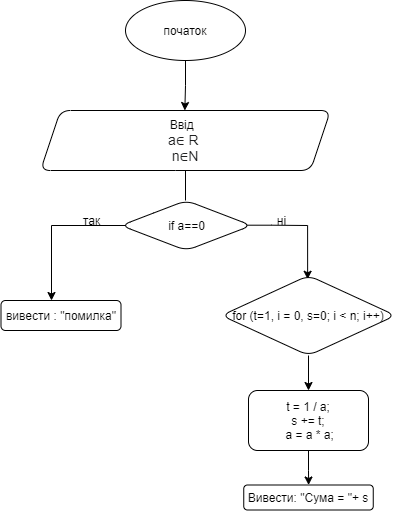 початок
Ввід
a∈ R
n∈N
if a==0
так
ні
вивести : "помилка"
for (t=1, i = 0, s=0; i < n; i++)
t = 1 / a;
s += t;
a = a * a;
Вивести: "Сума = "+ s